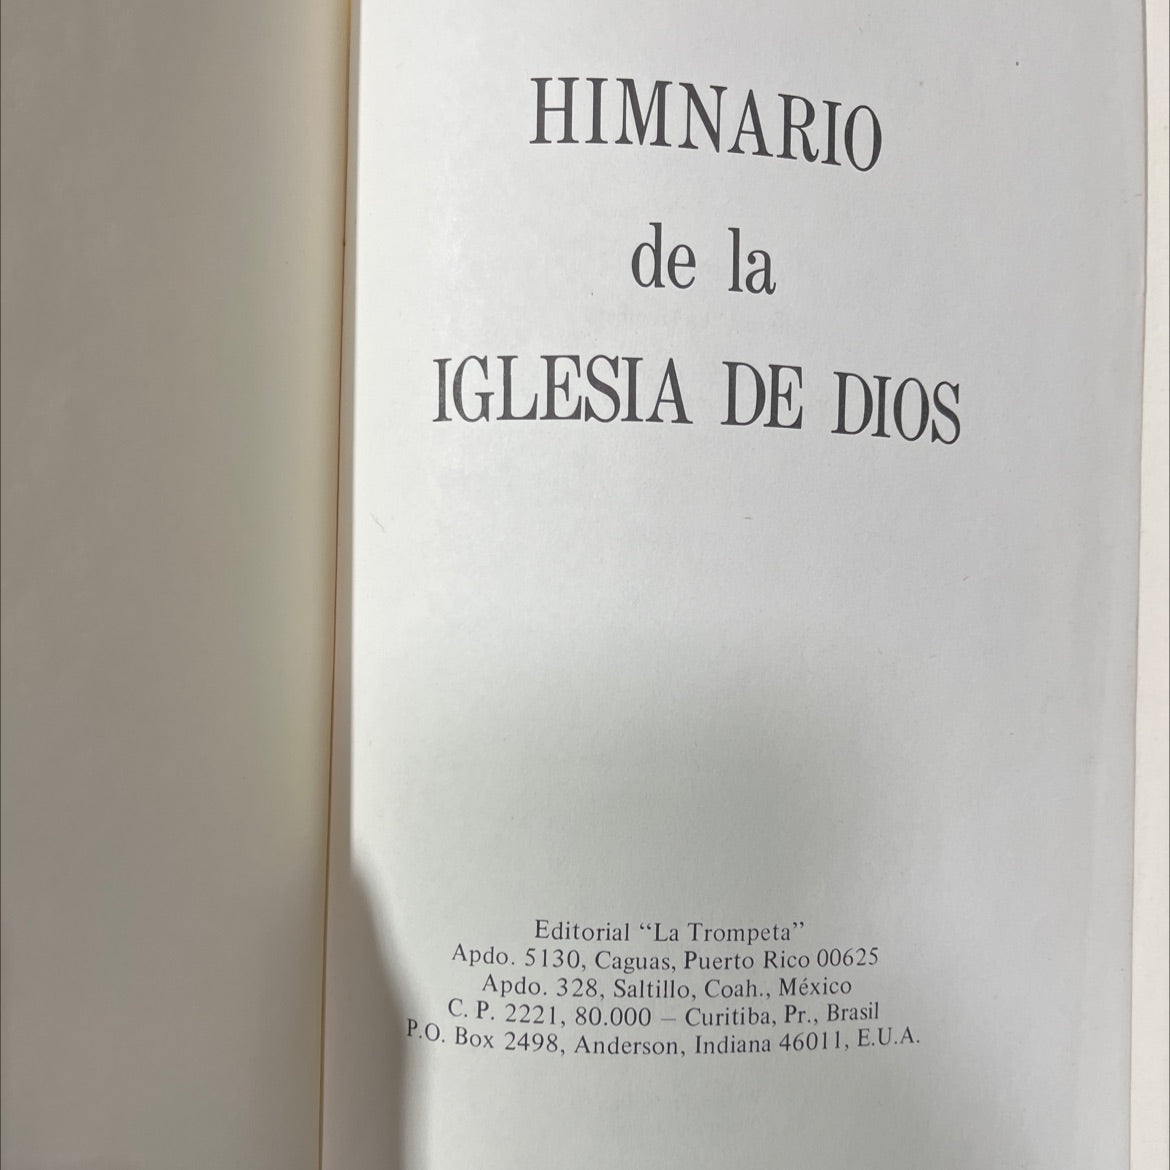 HIMNARIO
de la
IGLESIA DE DIOS
Editorial “La Trompeta”
Apdo. 5130, Caguas, Puerto Rico 00625
Apdo. 328, Saltillo, Coah., México
C. P. 2221, 80.000 — Curitiba, Pr., Brasil
P.O. Box 2498, Anderson, Indiana 46011, E.U.A.